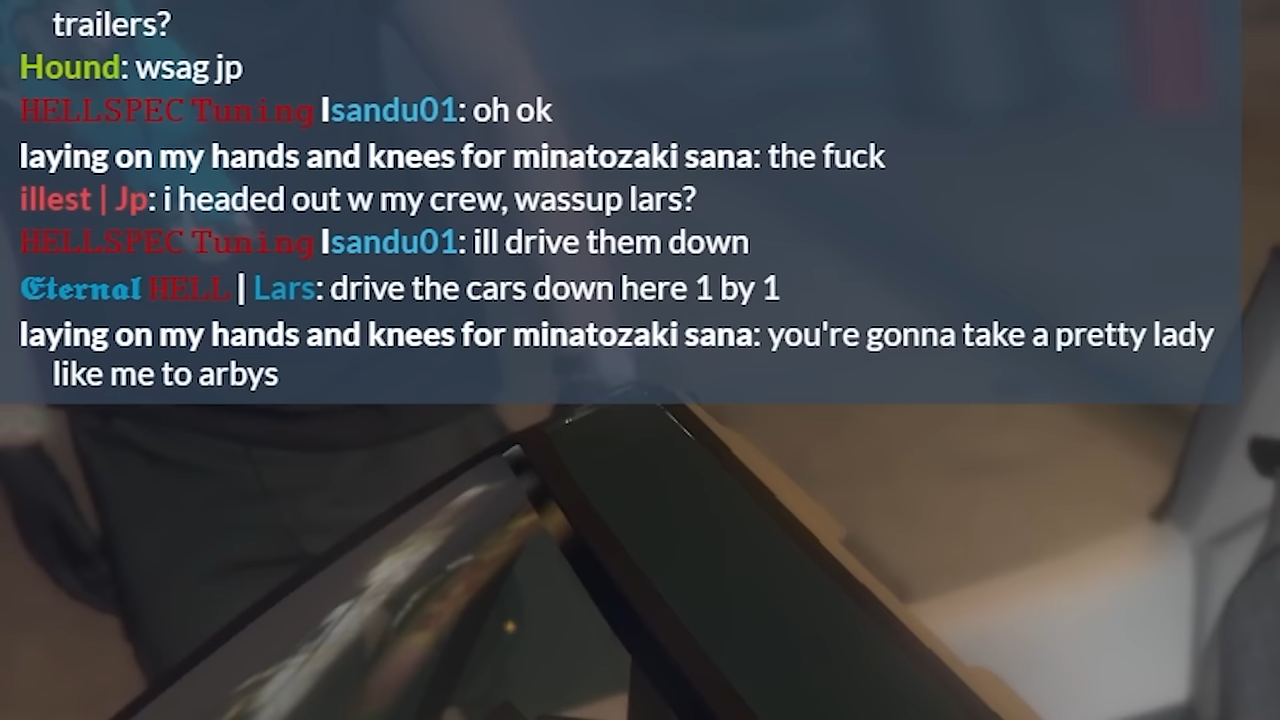 trailers?
Hound: wsag jp
HELLSPEC Tuning |sandu01: oh ok
laying on my hands and knees for minatozaki sana: the fuck
illest | Jp: i headed out w my crew, wassup lars?
HELLSPEC Tuning |sandu01: ill drive them down
Eternal HELL | Lars: drive the cars down here 1 by 1
laying on my hands and knees for minatozaki sana: you're gonna take a pretty lady
like me to arbys